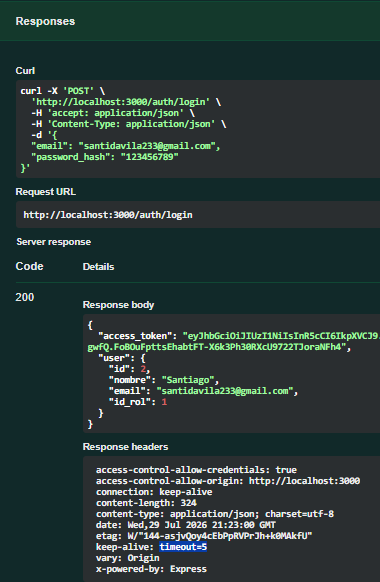 Responses
Curl
curl -X 'POST' \
'http://localhost:3000/auth/login' \
-H 'accept: application/json' \
-H 'Content-Type: application/json' \
-d '{
"email": "santidavila233@gmail.com",
"password_hash": "123456789"
}'
Request URL
http://localhost:3000/auth/login
Server response
Code Details
200
Response body
{
"access_token": "eyJhbGciOiJIUzI1NiIsInR5cCI6IkpXVCJ9.
gwfQ.FoBOuFpttsEhabtFT-X6k3Ph30RXcU9722TJoraNFh4",
"user": {
"id": 2,
"nombre": "Santiago",
"email": "santidavila233@gmail.com",
"id_rol": 1
}
}
Response headers
access-control-allow-credentials: true
access-control-allow-origin: http://localhost:3000
connection: keep-alive
content-length: 324
content-type: application/json; charset=utf-8
date: Wed,29 Jul 2026 21:23:00 GMT
etag: W/"144-asjvQoy4cEbPpRVPrJh+k0MAkfU"
keep-alive: timeout=5
vary: Origin
x-powered-by: Express